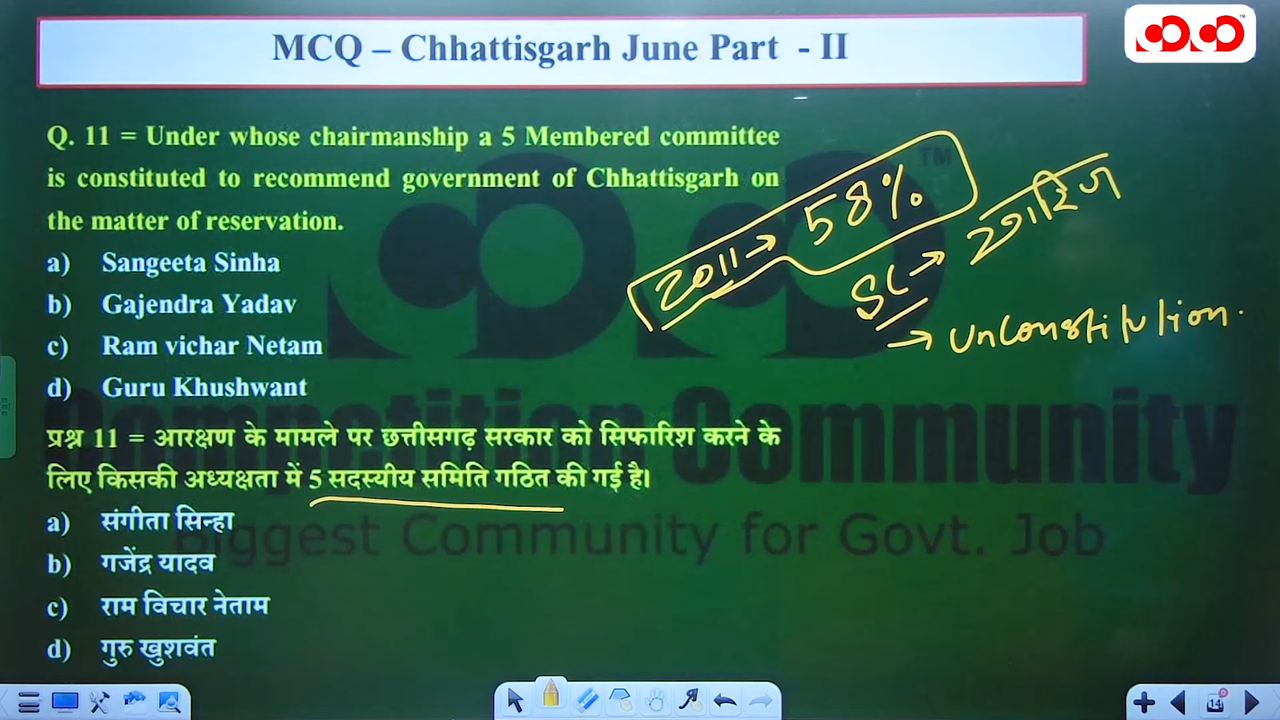 MCQ – Chhattisgarh June Part - II
Q. 11 = Under whose chairmanship a 5 Membered committee
is constituted to recommend government of Chhattisgarh on
the matter of reservation.
a) Sangeeta Sinha
b) Gajendra Yadav
c) Ram vichar Netam
d) Guru Khushwant
प्रश्न 11 = आरक्षण के मामले पर छत्तीसगढ़ सरकार को सिफारिश करने के
लिए किसकी अध्यक्षता में 5 सदस्यीय समिति गठित की गई है।
a) संगीता सिन्हा
b) गजेंद्र यादव
c) राम विचार नेताम
d) गुरु खुशवंत
2011 → 58%
SC → खारिज
→ Unconstitution.
TM
Competition Community
Biggest Community for Govt. Job
14